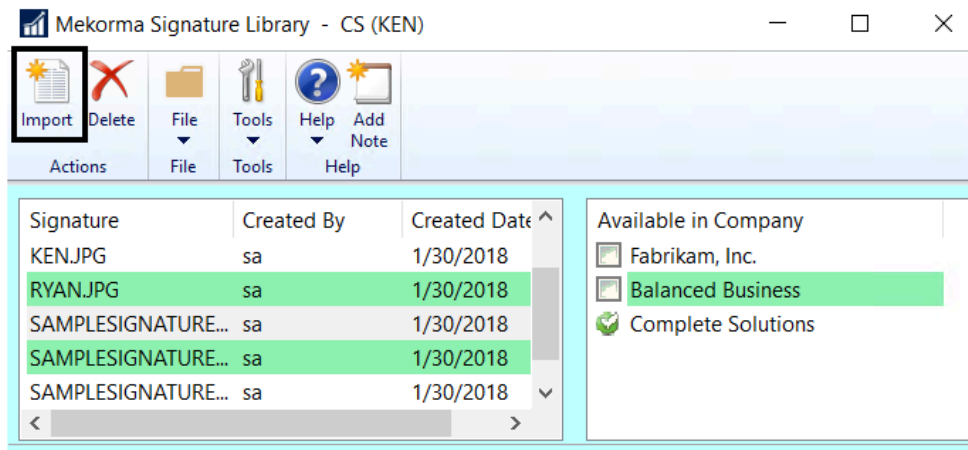 Mekorma Signature Library - CS (KEN)
Import Delete File Tools Help Add Note
Actions File Tools Help
Signature Created By Created Date
KEN.JPG sa 1/30/2018
RYAN.JPG sa 1/30/2018
SAMPLESIGNATURE... sa 1/30/2018
SAMPLESIGNATURE... sa 1/30/2018
SAMPLESIGNATURE... sa 1/30/2018
Available in Company
Fabrikam, Inc.
Balanced Business
Complete Solutions